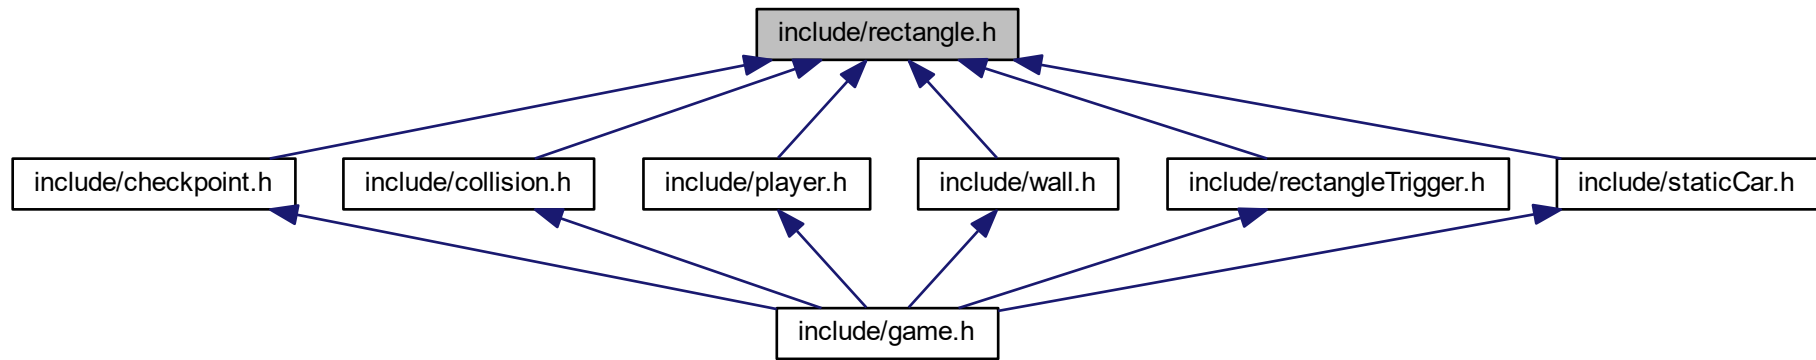 include/rectangle.h
include/checkpoint.h
include/collision.h
include/player.h
include/wall.h
include/rectangleTrigger.h
include/staticCar.h
include/game.h